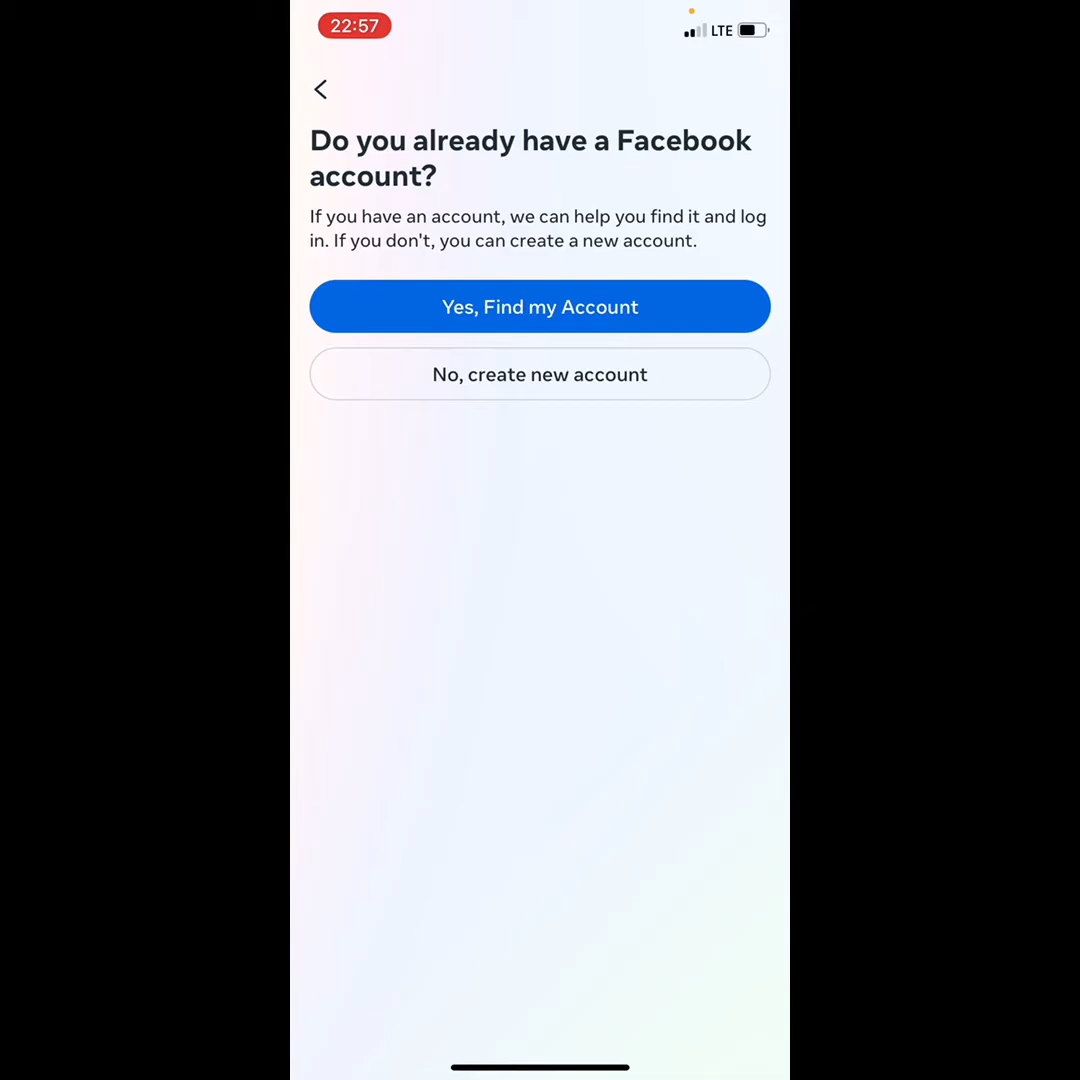 22:57
LTE
Do you already have a Facebook
account?
If you have an account, we can help you find it and log
in. If you don't, you can create a new account.
Yes, Find my Account
No, create new account